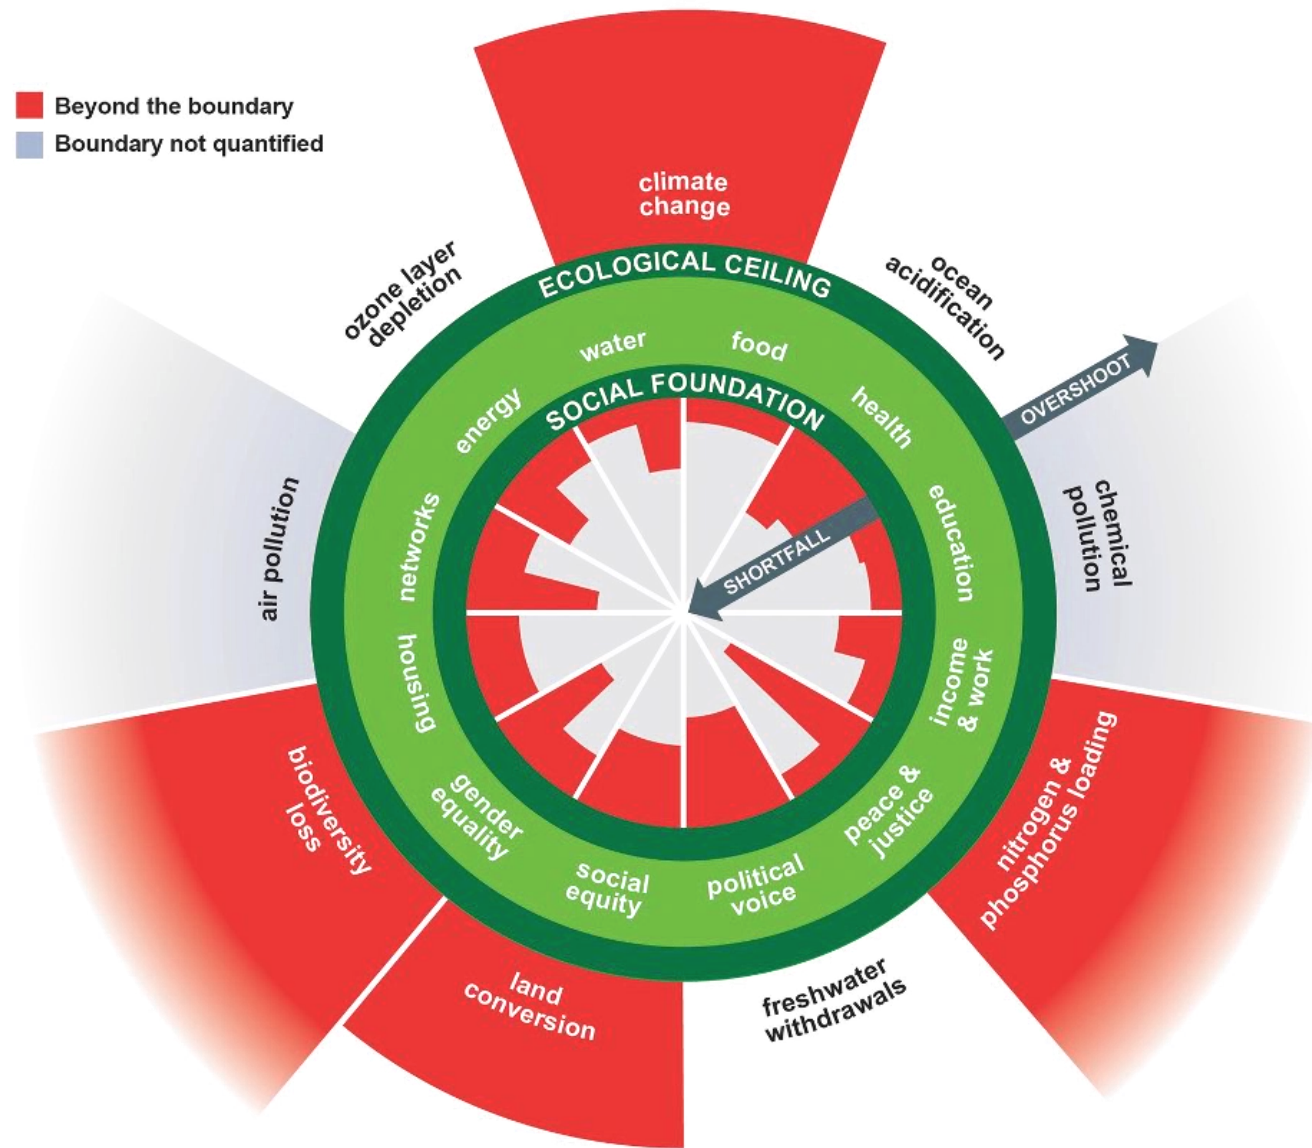 Beyond the boundary
Boundary not quantified
climate
change
ozone layer
depletion
ECOLOGICAL CEILING
ocean
acidification
OVERSHOOT
water
food
energy
SOCIAL FOUNDATION
health
networks
education
SHORTFALL
air pollution
chemical
pollution
housing
income
& work
biodiversity
loss
gender
equality
social
equity
political
voice
peace &
justice
nitrogen &
phosphorus loading
land
conversion
freshwater
withdrawals